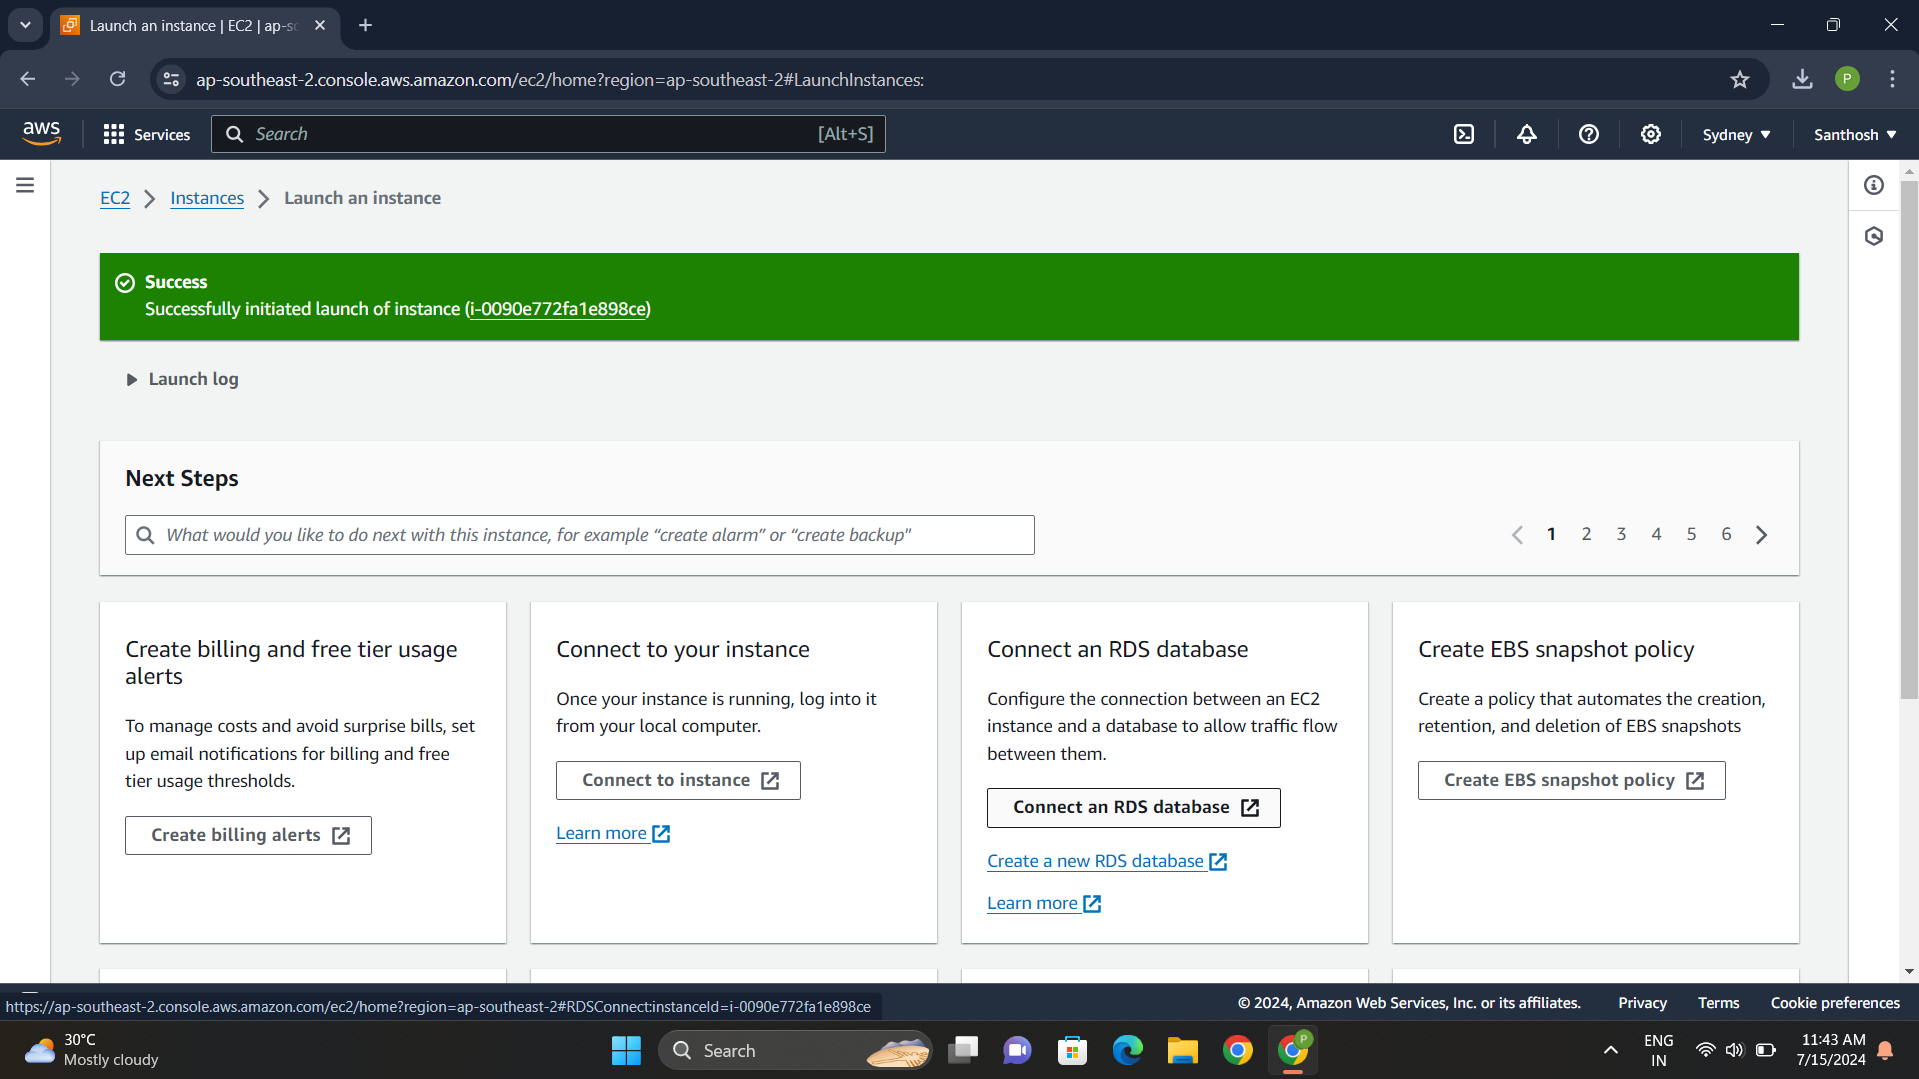 Launch an instance | EC2 | ap-so
ap-southeast-2.console.aws.amazon.com/ec2/home?region=ap-southeast-2#LaunchInstances:
P
aws
Services
Search
[Alt+S]
Sydney
Santhosh
EC2
Instances
Launch an instance
Success
Successfully initiated launch of instance (i-0090e772fa1e898ce)
Launch log
Next Steps
What would you like to do next with this instance, for example “create alarm” or “create backup"
1 2 3 4 5 6
Create billing and free tier usage
alerts
To manage costs and avoid surprise bills, set
up email notifications for billing and free
tier usage thresholds.
Create billing alerts
Connect to your instance
Once your instance is running, log into it
from your local computer.
Connect to instance
Learn more
Connect an RDS database
Configure the connection between an EC2
instance and a database to allow traffic flow
between them.
Connect an RDS database
Create a new RDS database
Learn more
Create EBS snapshot policy
Create a policy that automates the creation,
retention, and deletion of EBS snapshots
Create EBS snapshot policy
https://ap-southeast-2.console.aws.amazon.com/ec2/home?region=ap-southeast-2#RDSConnect:instanceId=i-0090e772fa1e898ce
© 2024, Amazon Web Services, Inc. or its affiliates.
Privacy
Terms
Cookie preferences
30°C
Mostly cloudy
Search
P
ENG
IN
11:43 AM
7/15/2024